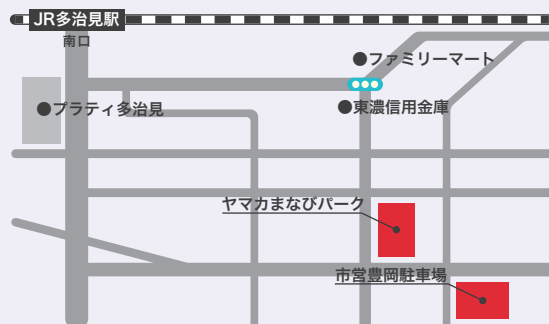 JR多治見駅
南口
●ファミリーマート
●プラティ多治見
●東濃信用金庫
ヤマカまなびパーク
市営豊岡駐車場